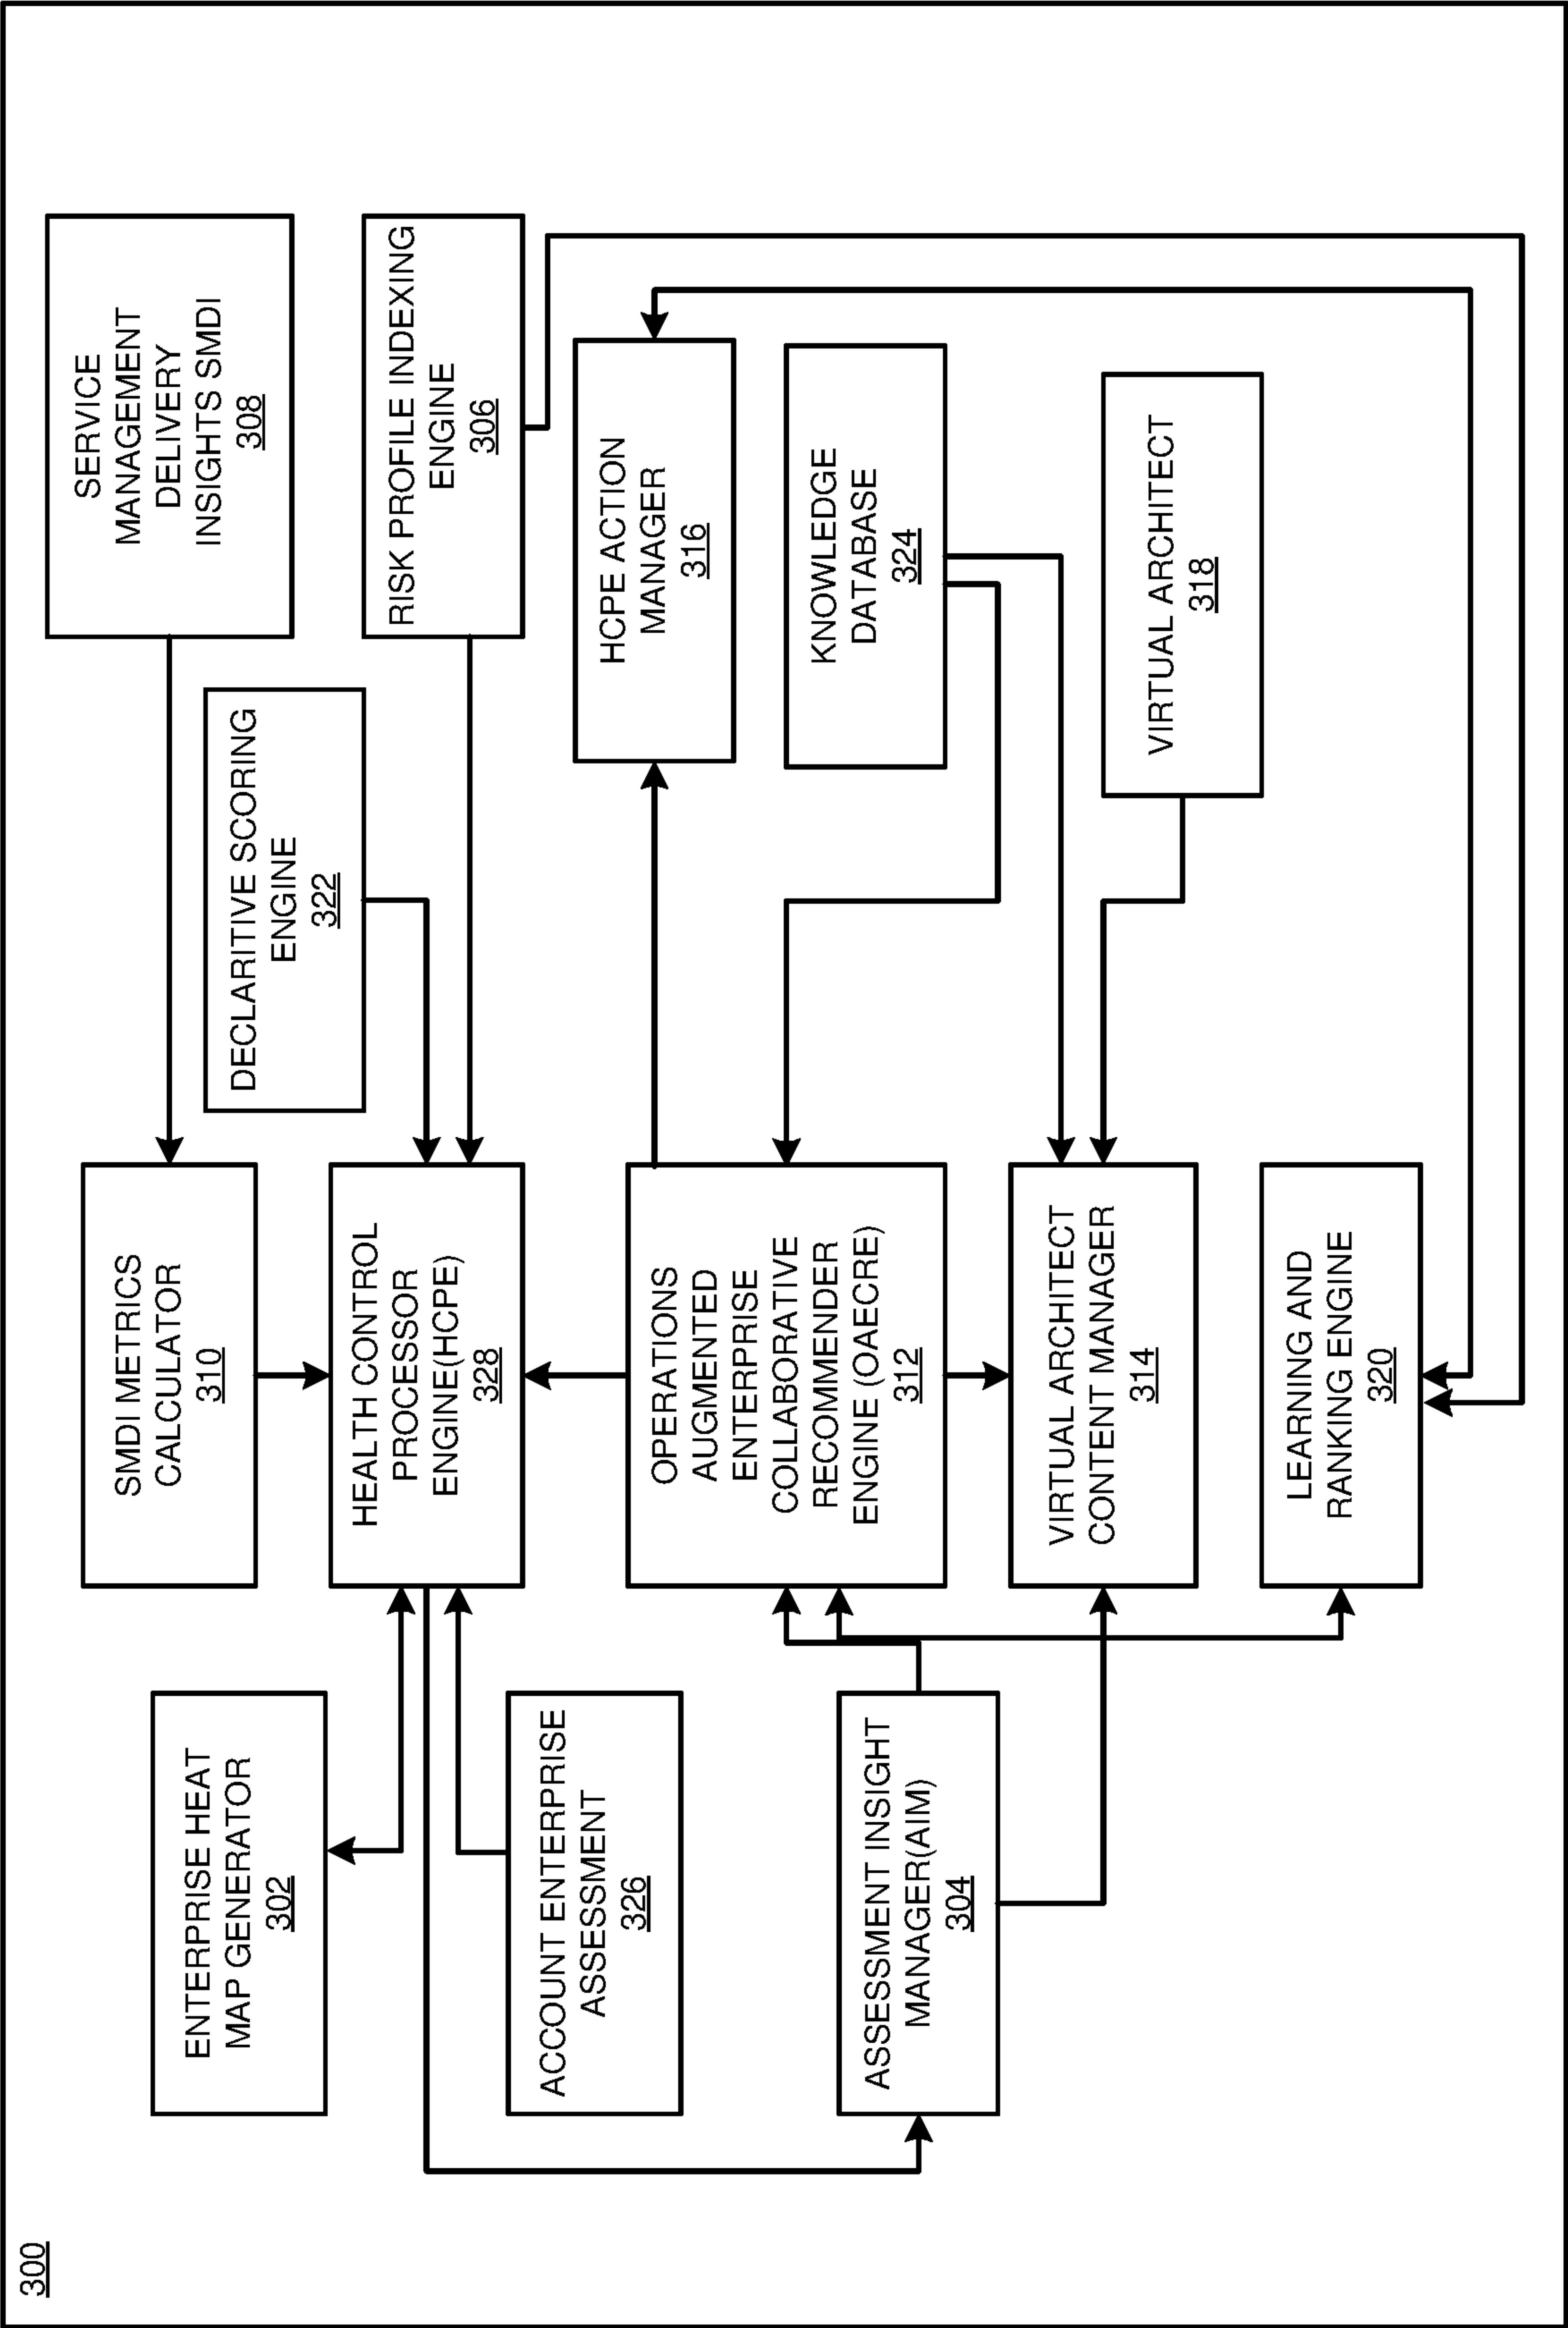 300
ENTERPRISE HEAT
MAP GENERATOR
302
ACCOUNT ENTERPRISE
ASSESSMENT
326
ASSESSMENT INSIGHT
MANAGER(AIM)
304
SMDI METRICS
CALCULATOR
310
HEALTH CONTROL
PROCESSOR
ENGINE(HCPE)
328
OPERATIONS
AUGMENTED
ENTERPRISE
COLLABORATIVE
RECOMMENDER
ENGINE (OAECRE)
312
VIRTUAL ARCHITECT
CONTENT MANAGER
314
LEARNING AND
RANKING ENGINE
320
SERVICE
MANAGEMENT
DELIVERY
INSIGHTS SMDI
308
DECLARITIVE SCORING
ENGINE
322
RISK PROFILE INDEXING
ENGINE
306
HCPE ACTION
MANAGER
316
KNOWLEDGE
DATABASE
324
VIRTUAL ARCHITECT
318